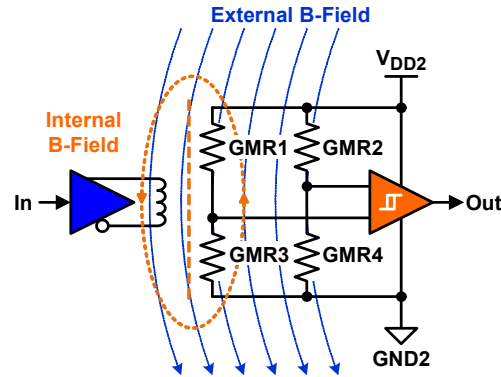 External B-Field
VDD2
Internal
B-Field
GMR1
GMR2
In
Out
GMR3
GMR4
GND2